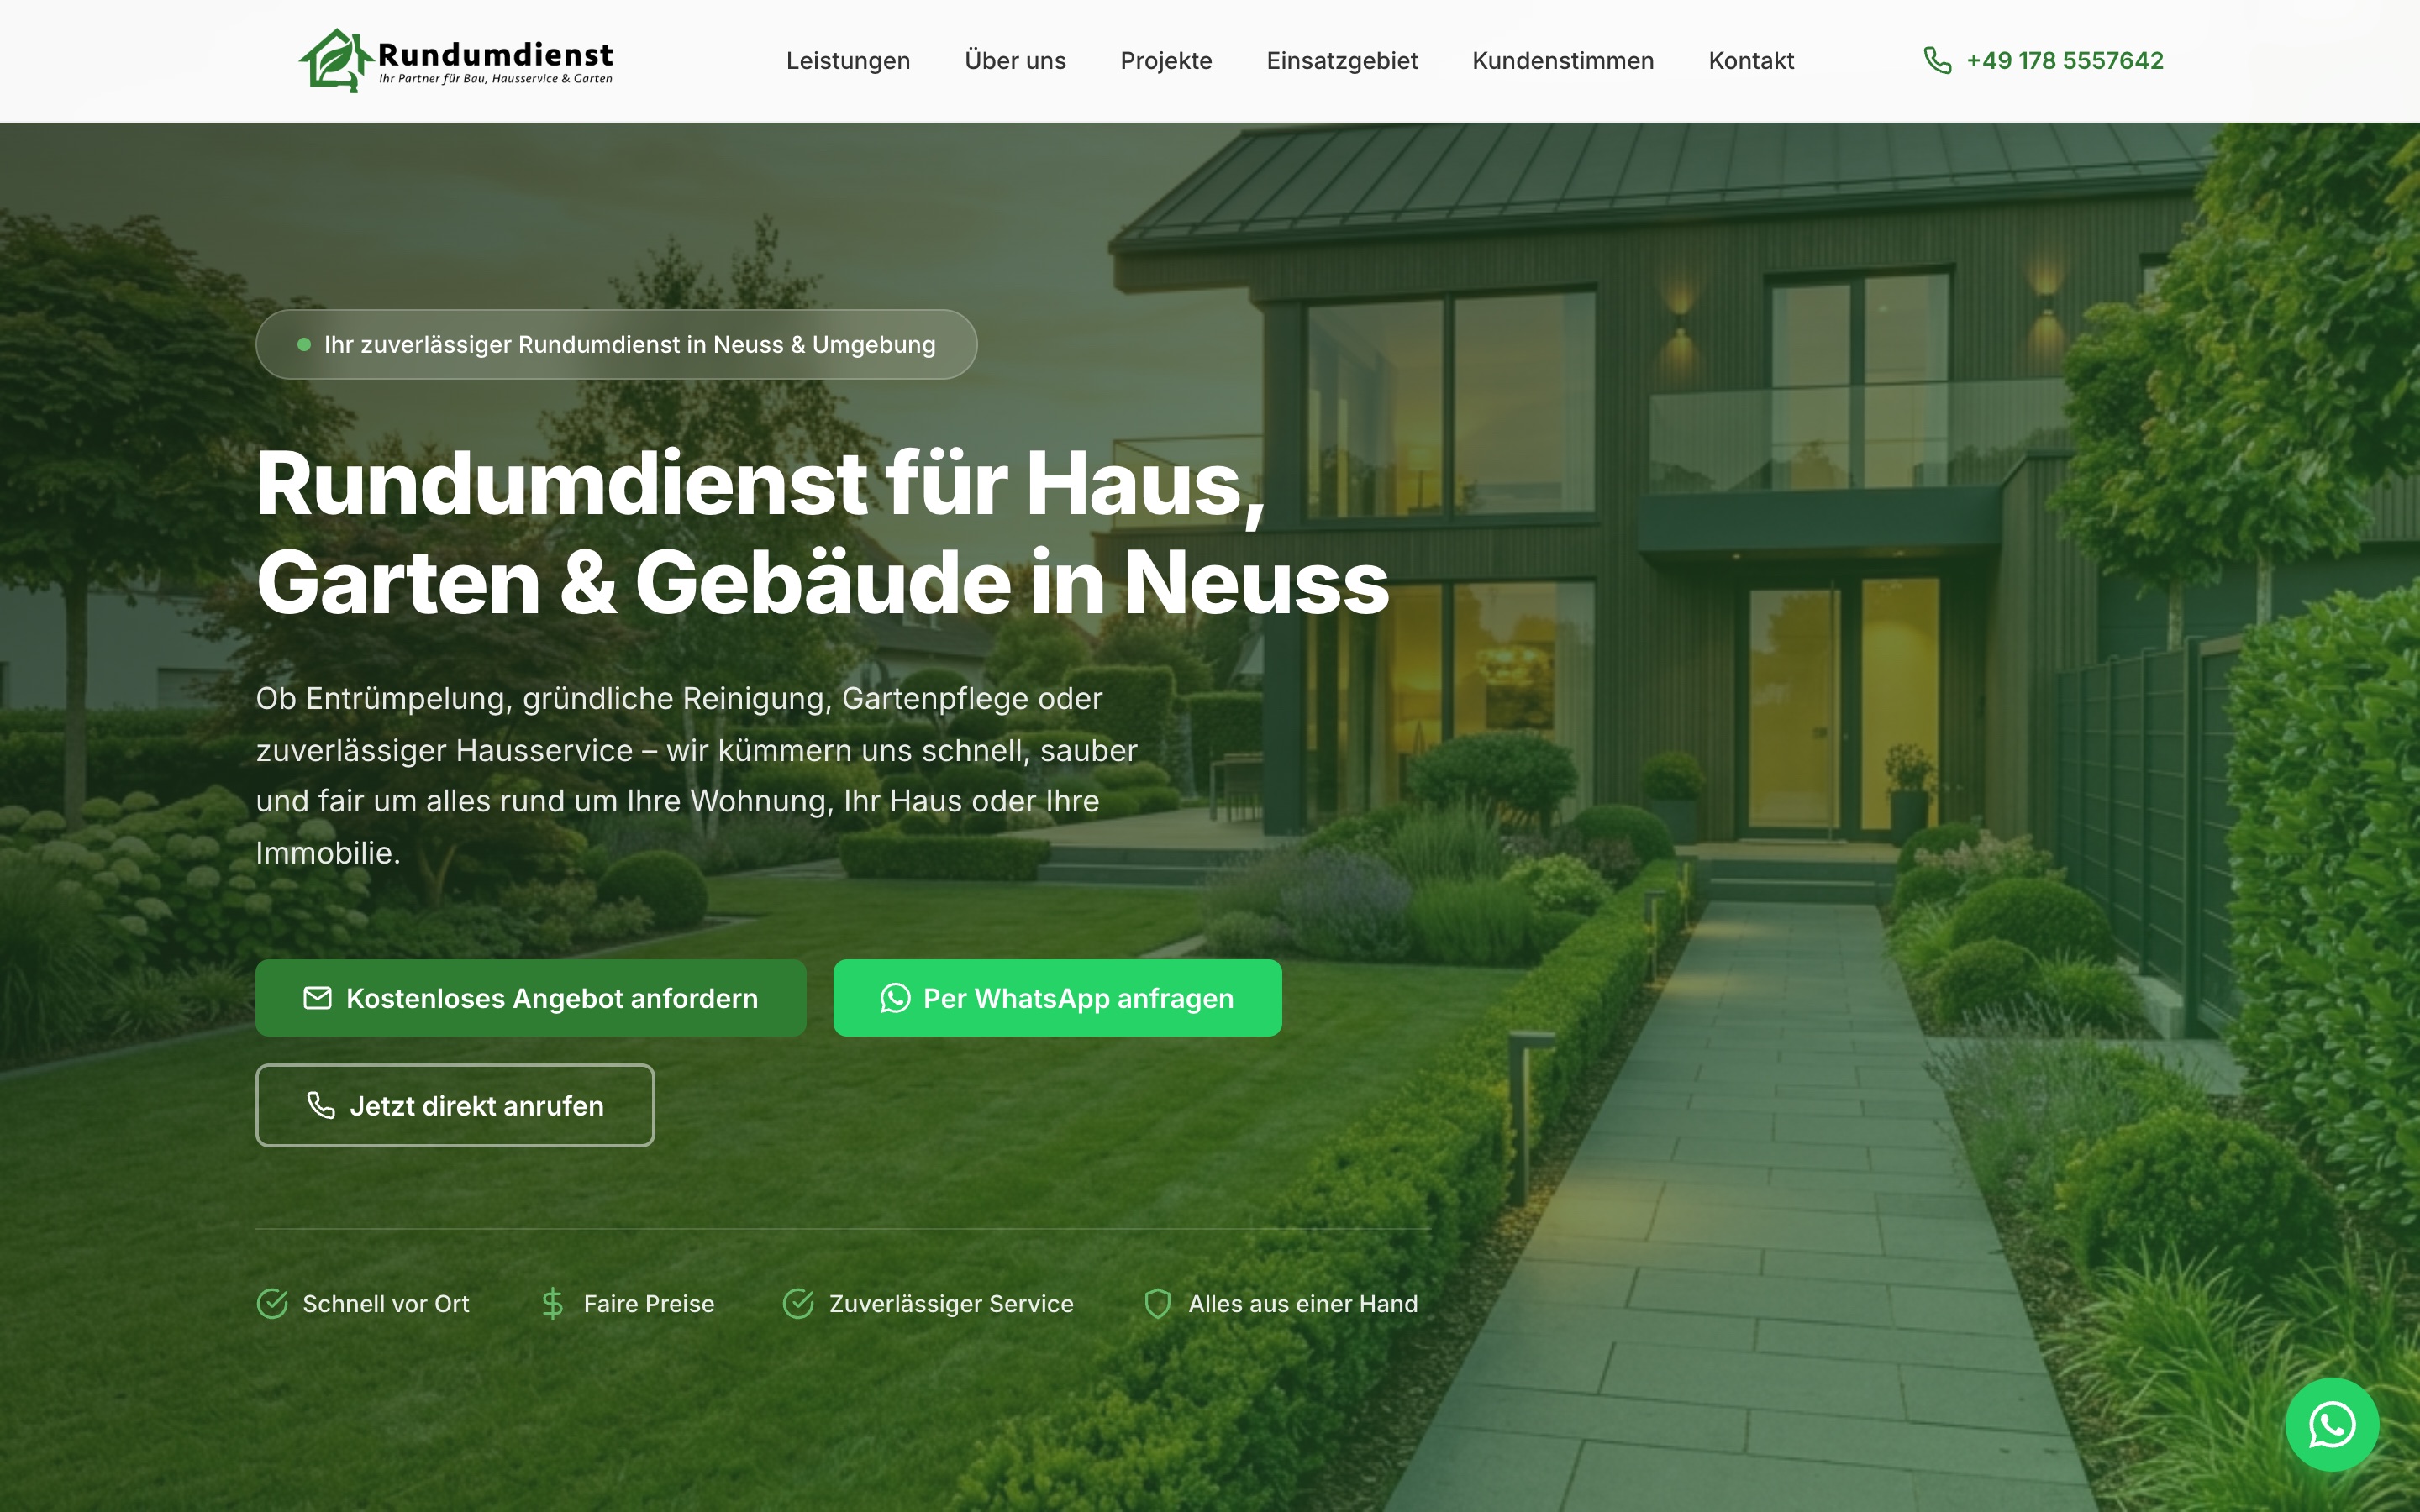 Rundumdienst
Ihr Partner für Bau, Hausservice & Garten
Leistungen
Über uns
Projekte
Einsatzgebiet
Kundenstimmen
Kontakt
+49 178 5557642
Ihr zuverlässiger Rundumdienst in Neuss & Umgebung
Rundumdienst für Haus,
Garten & Gebäude in Neuss
Ob Entrümpelung, gründliche Reinigung, Gartenpflege oder
zuverlässiger Hausservice – wir kümmern uns schnell, sauber
und fair um alles rund um Ihre Wohnung, Ihr Haus oder Ihre
Immobilie.
Kostenloses Angebot anfordern
Per WhatsApp anfragen
Jetzt direkt anrufen
Schnell vor Ort
Faire Preise
Zuverlässiger Service
Alles aus einer Hand